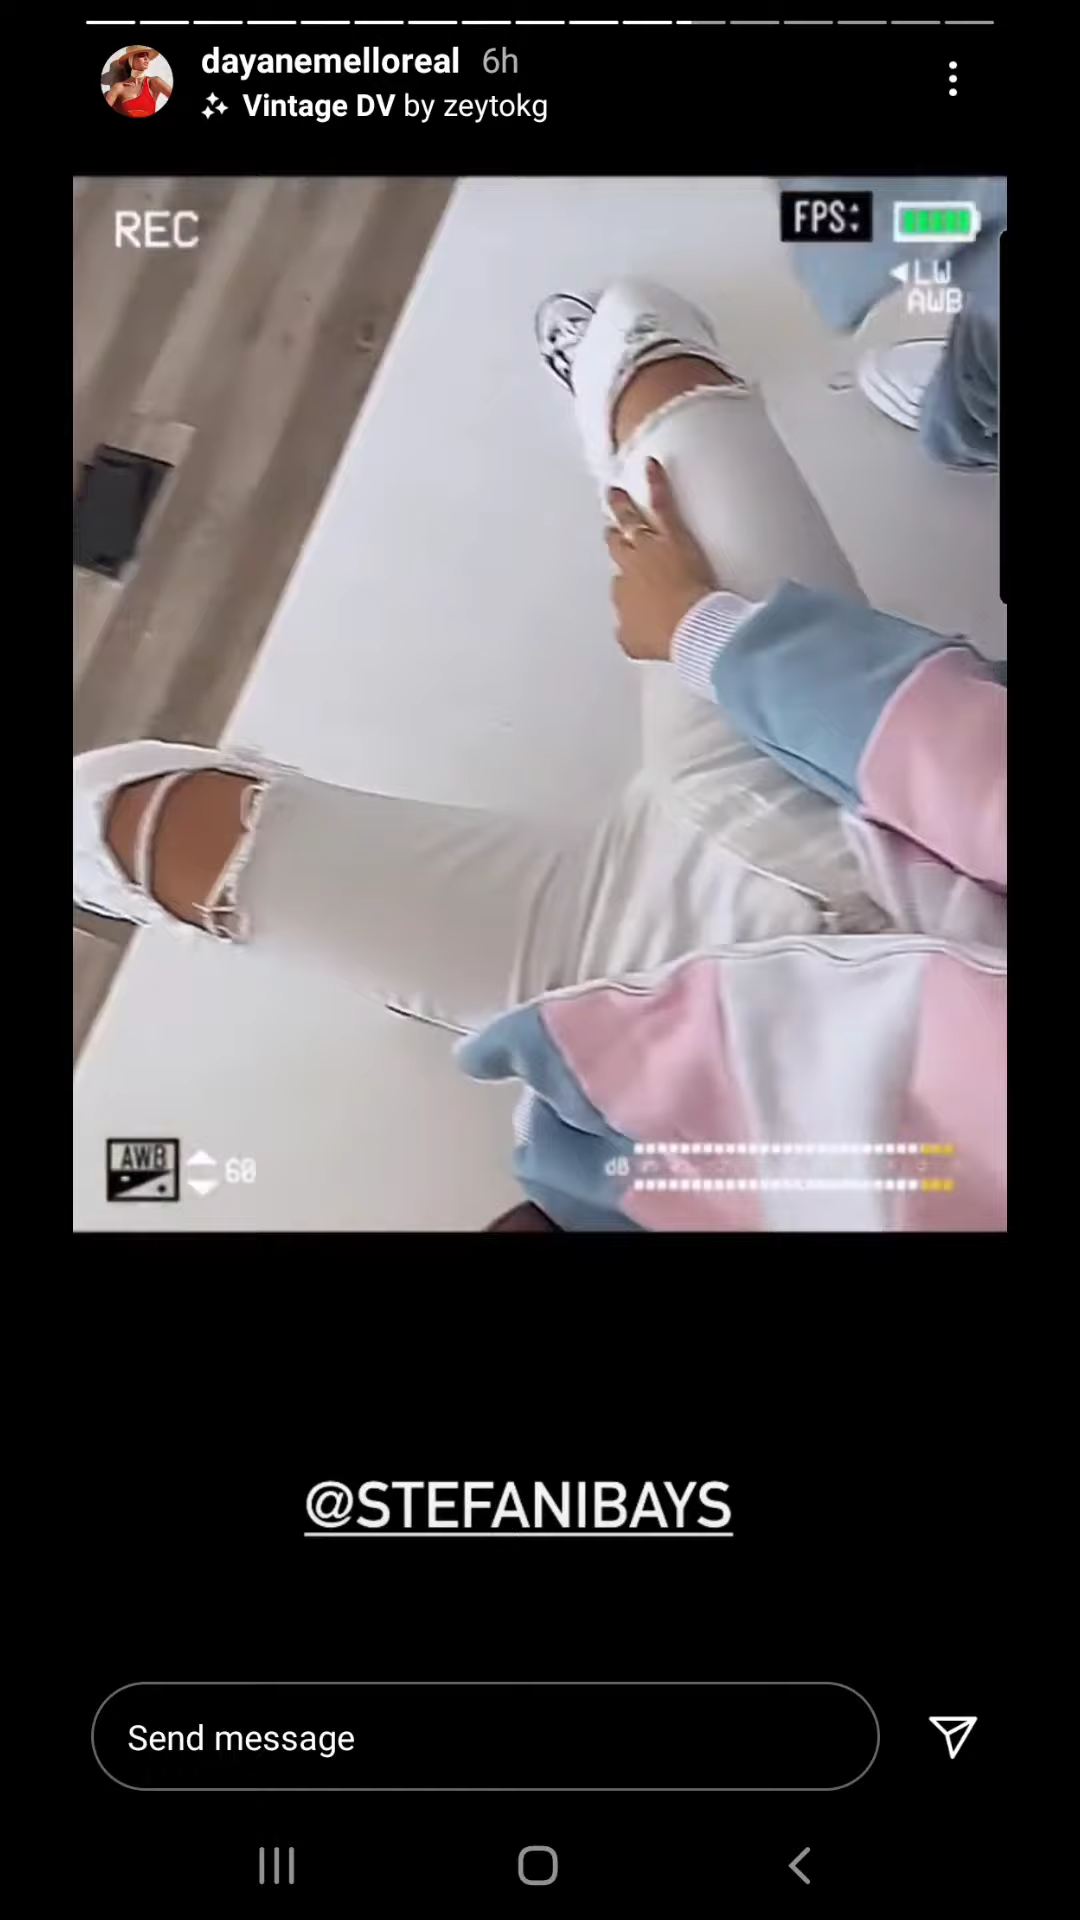 dayanemelloreal 6h
Vintage DV by zeytokg
REC
FPS
LW
AWB
AWB
60
dB
@STEFANIBAYS
Send message